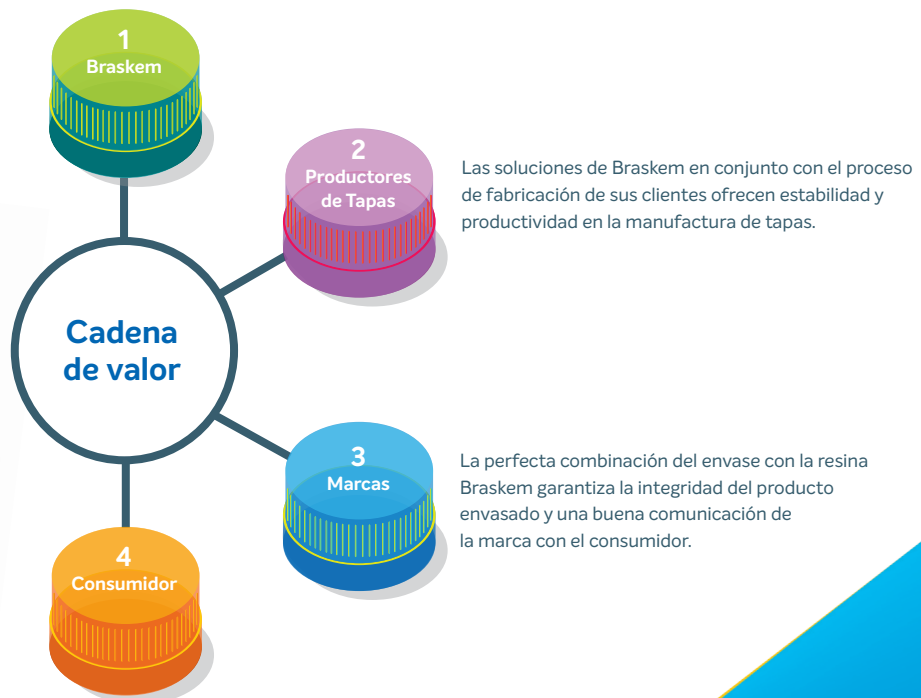 1
Braskem
2
Productores
de Tapas
Las soluciones de Braskem en conjunto con el proceso
de fabricación de sus clientes ofrecen estabilidad y
productividad en la manufactura de tapas.
Cadena
de valor
3
Marcas
La perfecta combinación del envase con la resina
Braskem garantiza la integridad del producto
envasado y una buena comunicación de
la marca con el consumidor.
4
Consumidor